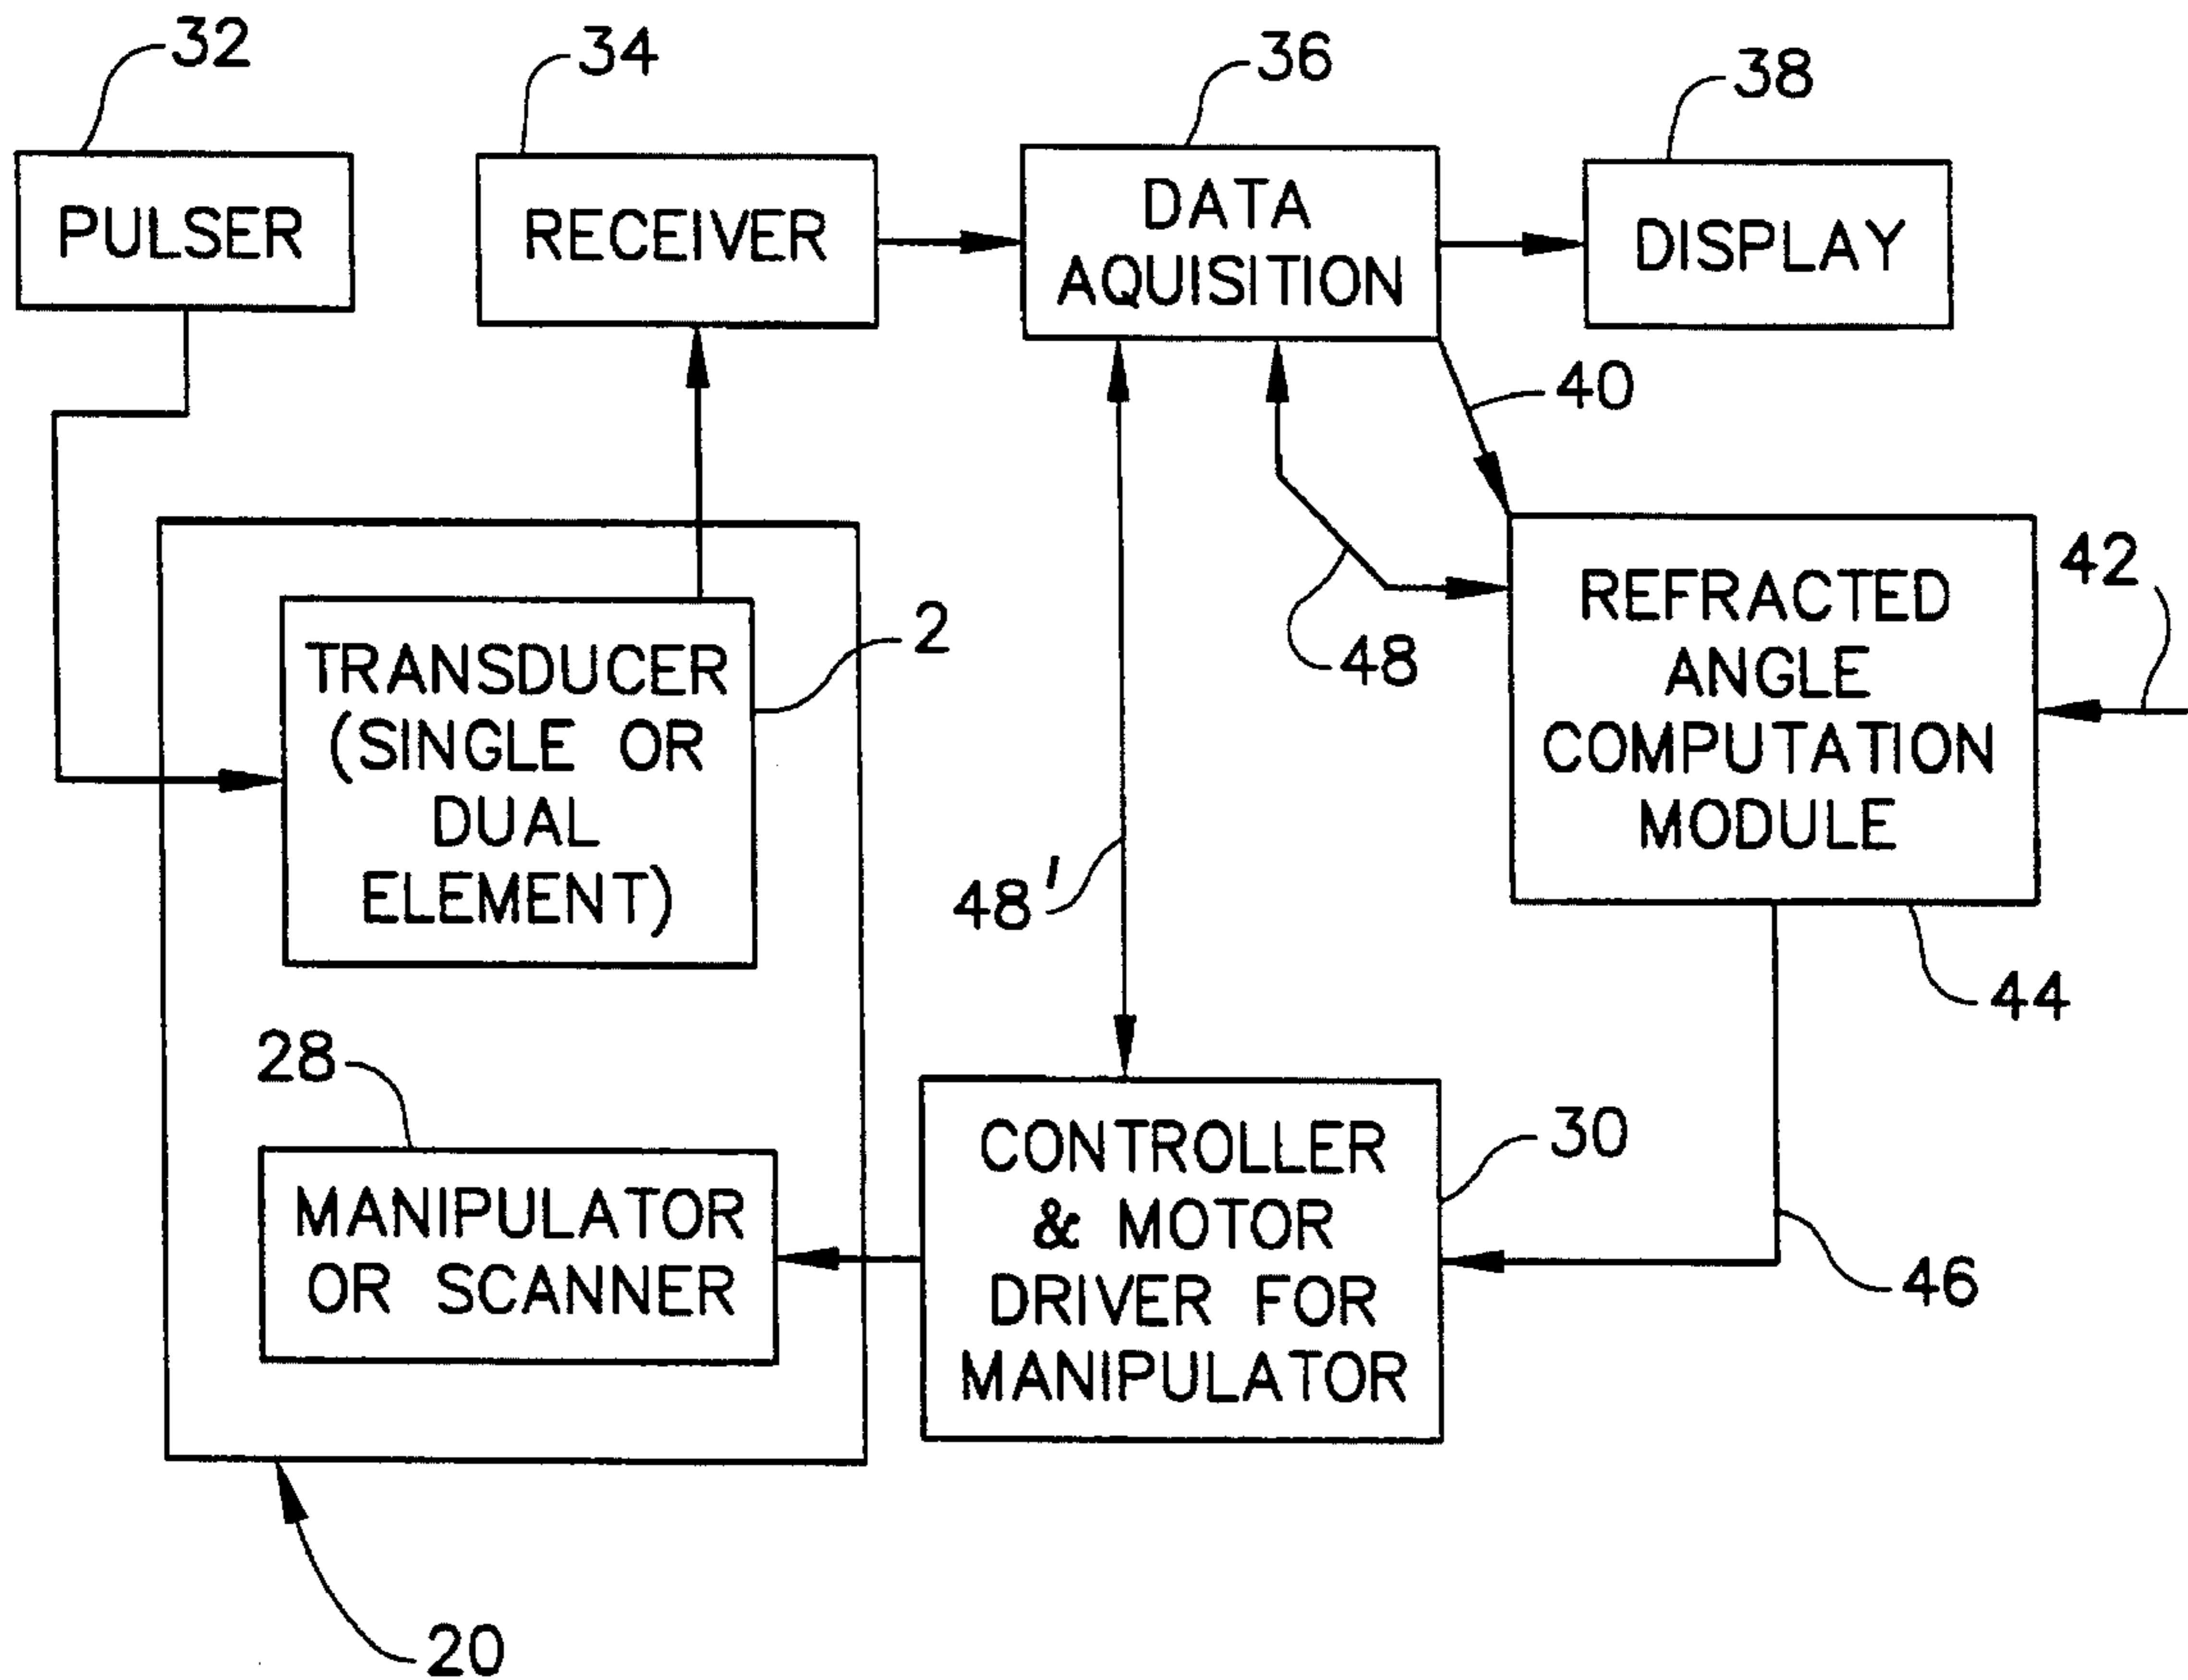 32
34
36
38
PULSER
RECEIVER
DATA
AQUISITION
DISPLAY
40
42
2
TRANSDUCER
(SINGLE OR
DUAL
ELEMENT)
48
REFRACTED
ANGLE
COMPUTATION
MODULE
48'
44
28
MANIPULATOR
OR SCANNER
CONTROLLER
& MOTOR
DRIVER FOR
MANIPULATOR
30
46
20